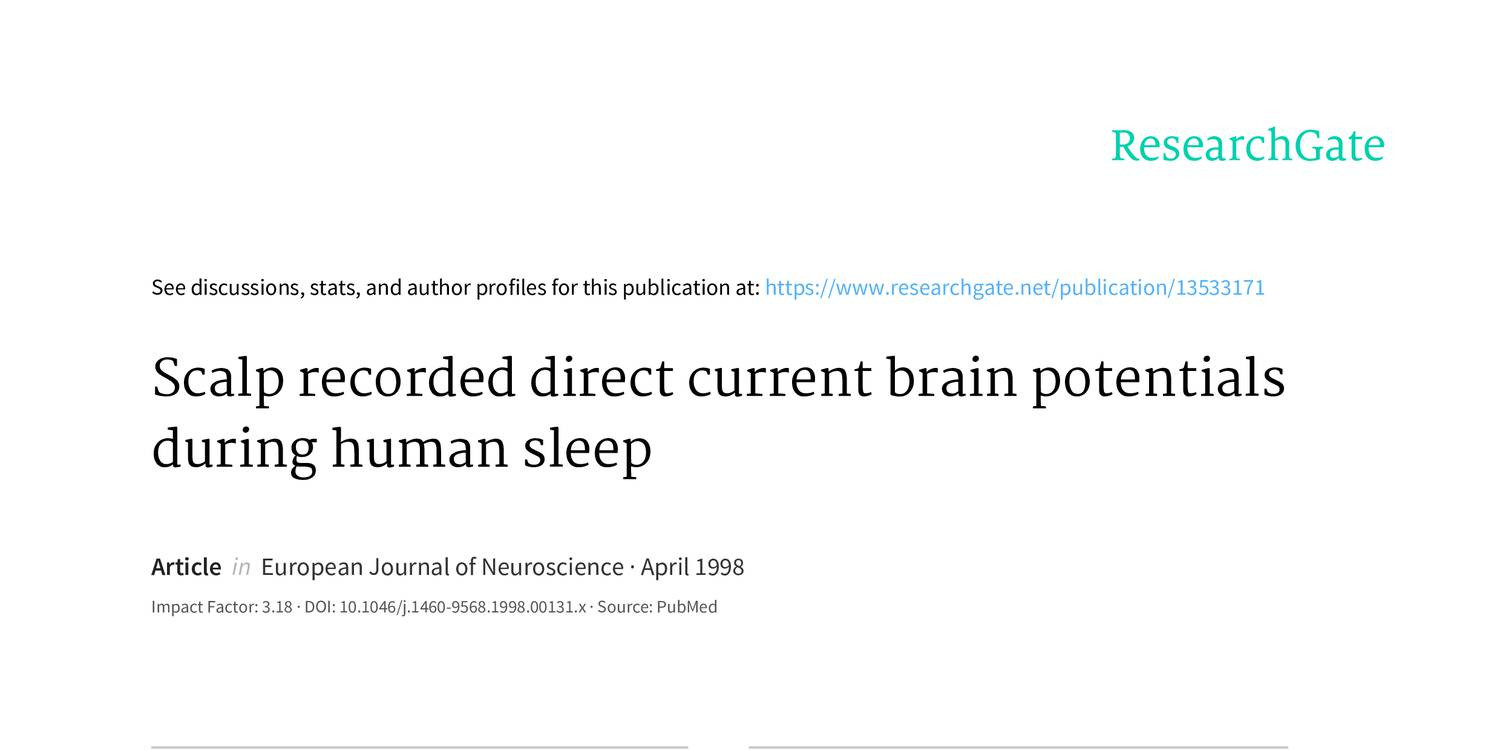 ResearchGate
See discussions, stats, and author profiles for this publication at: https://www.researchgate.net/publication/13533171
Scalp recorded direct current brain potentials
during human sleep
Article in European Journal of Neuroscience · April 1998
Impact Factor: 3.18 · DOI: 10.1046/j.1460-9568.1998.00131.x · Source: PubMed